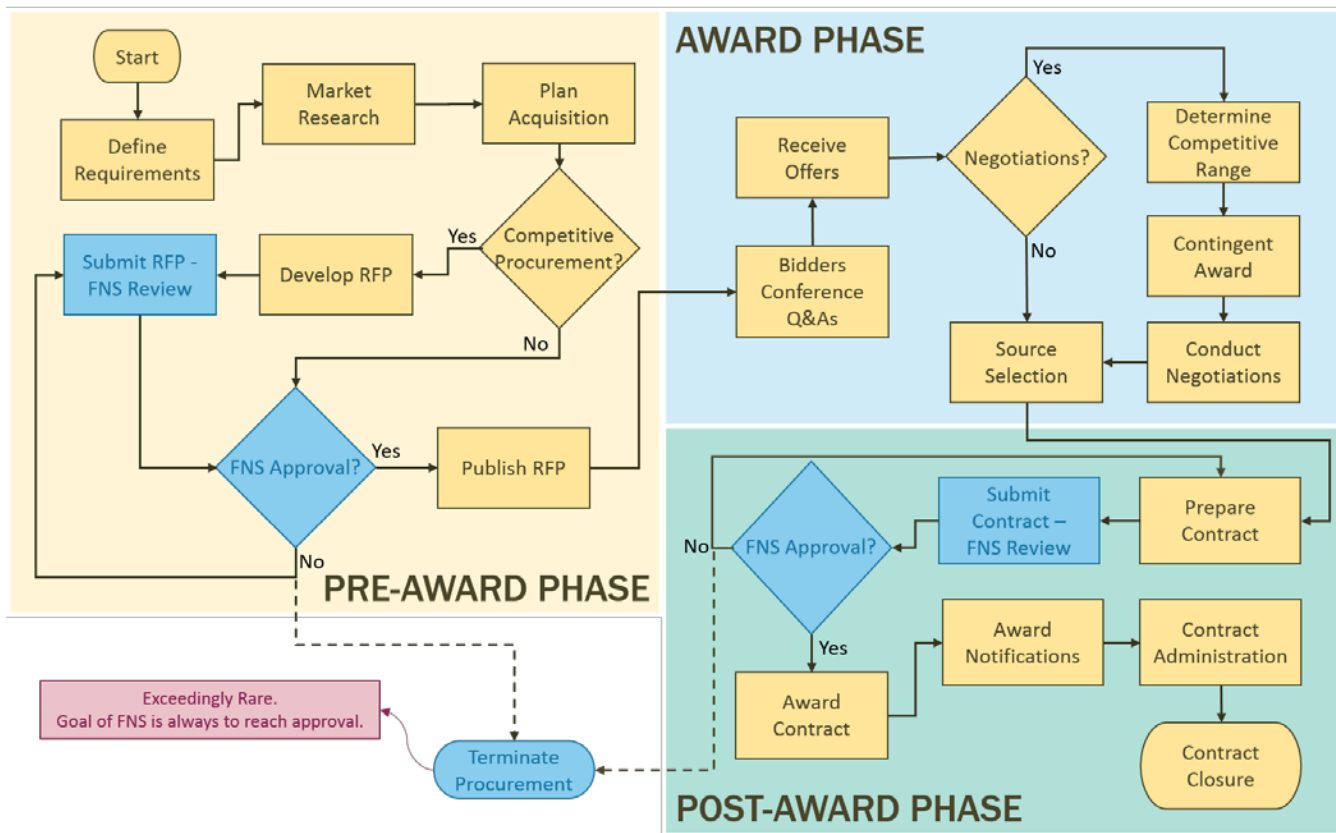 Start
Define
Requirements
Market
Research
Plan
Acquisition
Competitive
Procurement?
Yes
Develop RFP
Submit RFP -
FNS Review
No
FNS Approval?
Yes
Publish RFP
No
PRE-AWARD PHASE
AWARD PHASE
Bidders
Conference
Q&As
Receive
Offers
Negotiations?
Yes
Determine
Competitive
Range
Contingent
Award
Conduct
Negotiations
No
Source
Selection
Prepare
Contract
Submit
Contract –
FNS Review
FNS Approval?
No
Yes
Award
Contract
Award
Notifications
Contract
Administration
Contract
Closure
POST-AWARD PHASE
Exceedingly Rare.
Goal of FNS is always to reach approval.
Terminate
Procurement